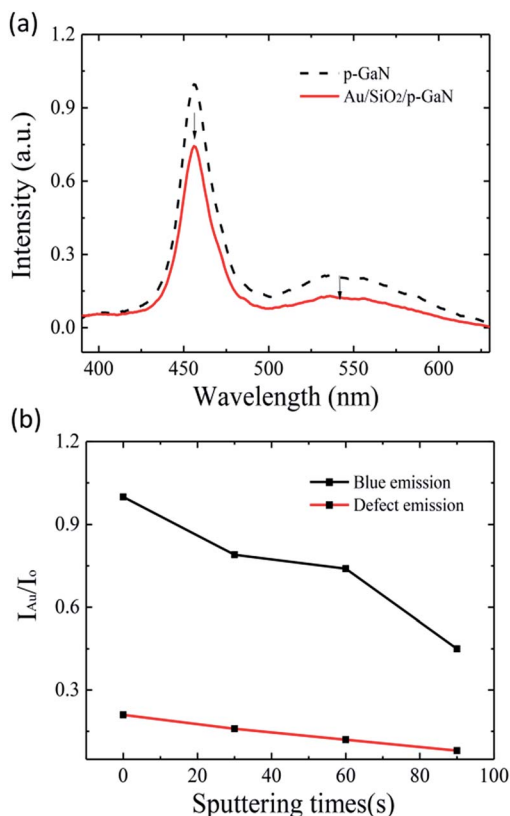 (a)
1.2
0.9
0.6
0.3
0.0
Intensity (a.u.)
p-GaN
Au/SiO₂/p-GaN
400 450 500 550 600
Wavelength (nm)
(b)
1.2
0.9
0.6
0.3
I_Au/I_o
Blue emission
Defect emission
0 20 40 60 80 100
Sputtering times(s)